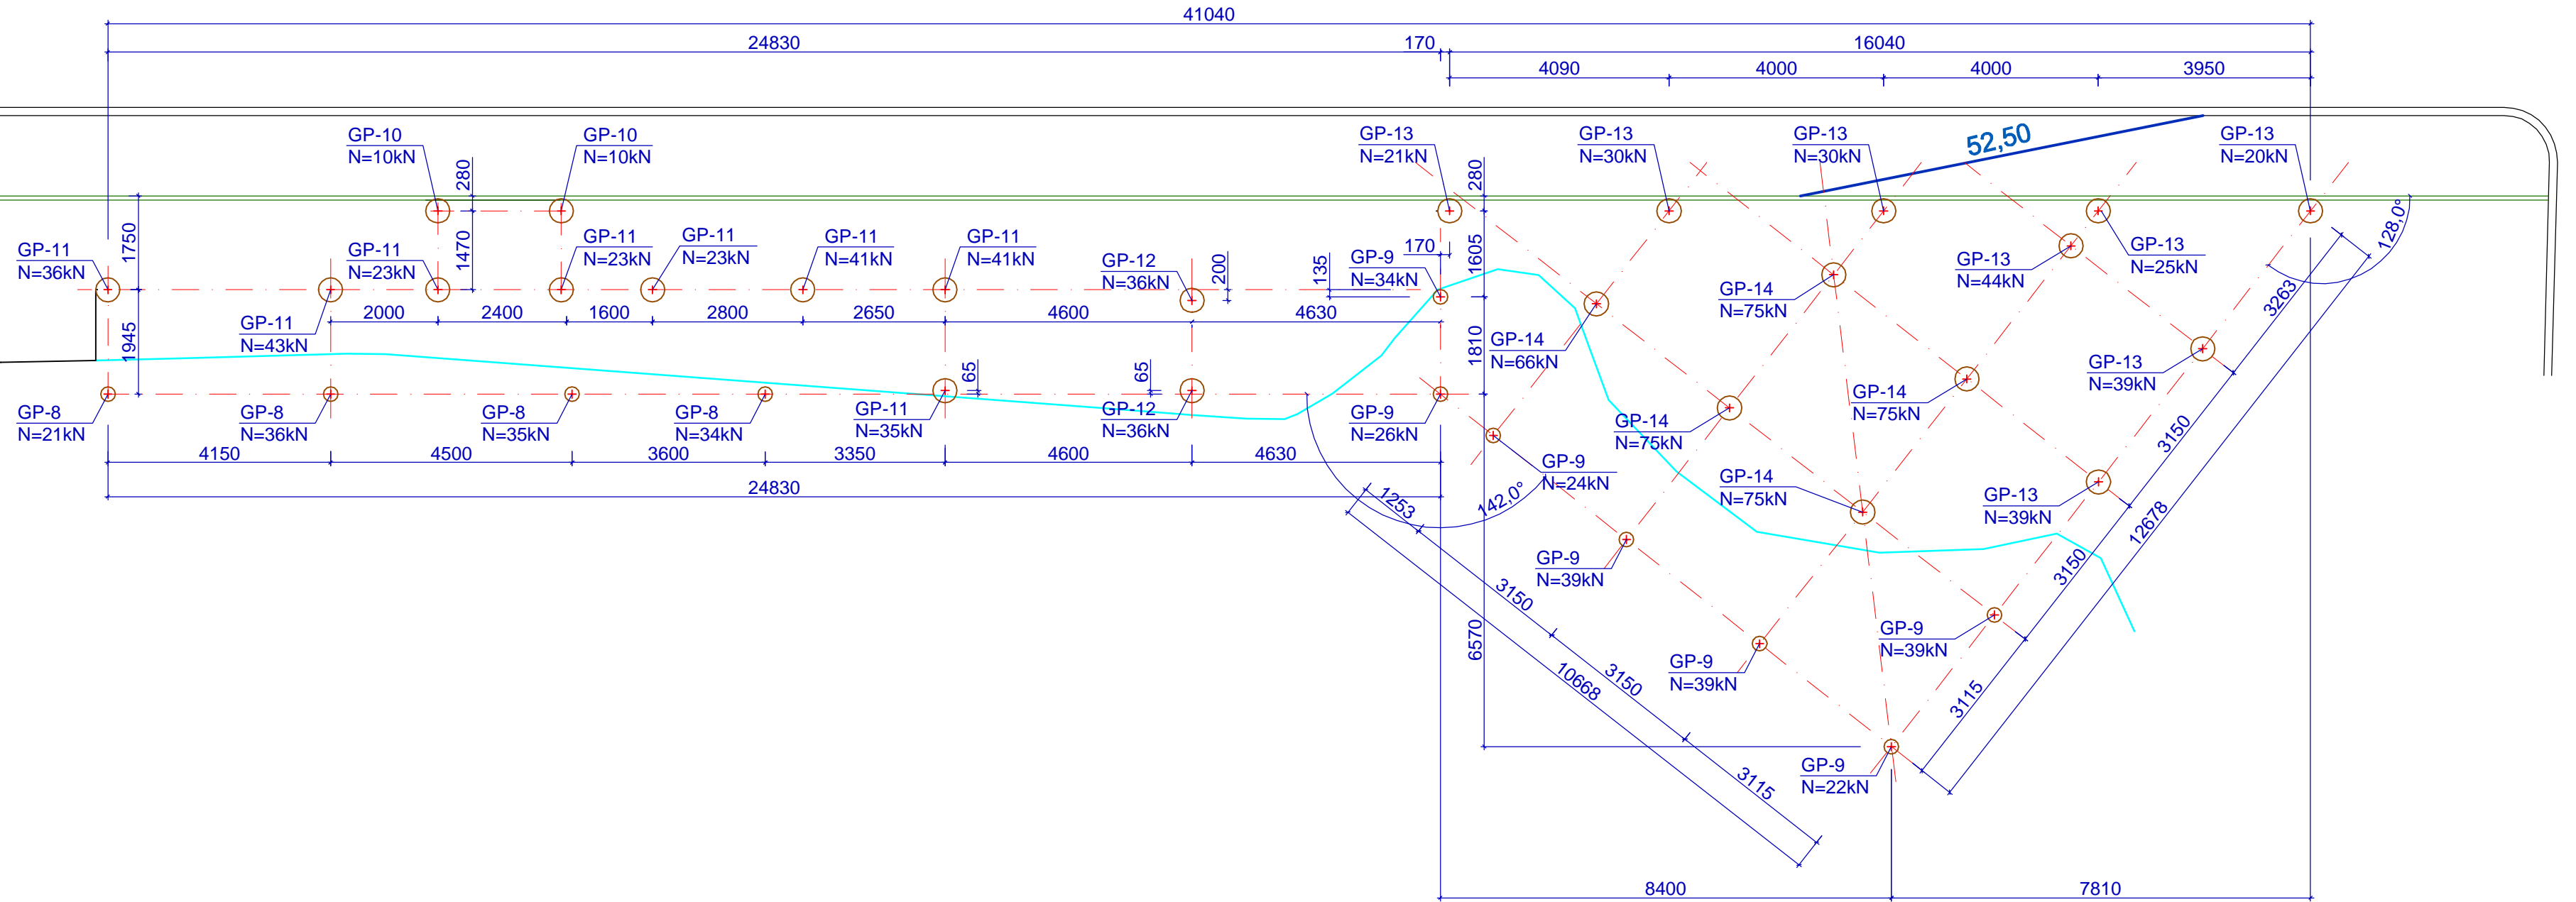 41040
24830
170
16040
4090
4000
4000
3950
GP-10
N=10kN
GP-10
N=10kN
GP-13
N=21kN
GP-13
N=30kN
GP-13
N=30kN
52,50
GP-13
N=20kN
280
280
1750
1470
1605
GP-11
N=36kN
GP-11
N=23kN
GP-11
N=23kN
GP-11
N=23kN
GP-11
N=41kN
GP-11
N=41kN
GP-12
N=36kN
200
135
170
GP-9
N=34kN
GP-13
N=25kN
GP-13
N=44kN
GP-14
N=75kN
128,0°
3263
GP-11
N=43kN
2000
2400
1600
2800
2650
4600
4630
1945
1810
GP-14
N=66kN
GP-13
N=39kN
GP-14
N=75kN
65
65
GP-8
N=21kN
GP-8
N=36kN
GP-8
N=35kN
GP-8
N=34kN
GP-11
N=35kN
GP-12
N=36kN
GP-9
N=26kN
GP-14
N=75kN
3150
4150
4500
3600
3350
4600
4630
24830
GP-9
N=24kN
142,0°
1253
GP-14
N=75kN
GP-13
N=39kN
12678
3150
GP-9
N=39kN
3150
6570
GP-9
N=39kN
GP-9
N=39kN
3150
10668
3115
3115
GP-9
N=22kN
8400
7810